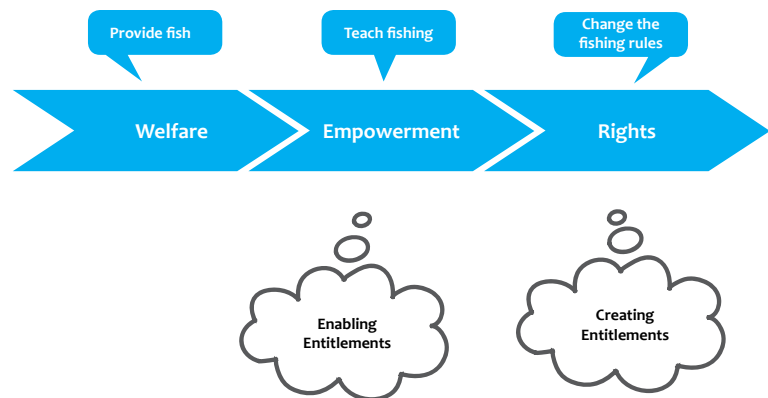 Provide fish
Teach fishing
Change the
fishing rules
Welfare
Empowerment
Rights
Enabling
Entitlements
Creating
Entitlements